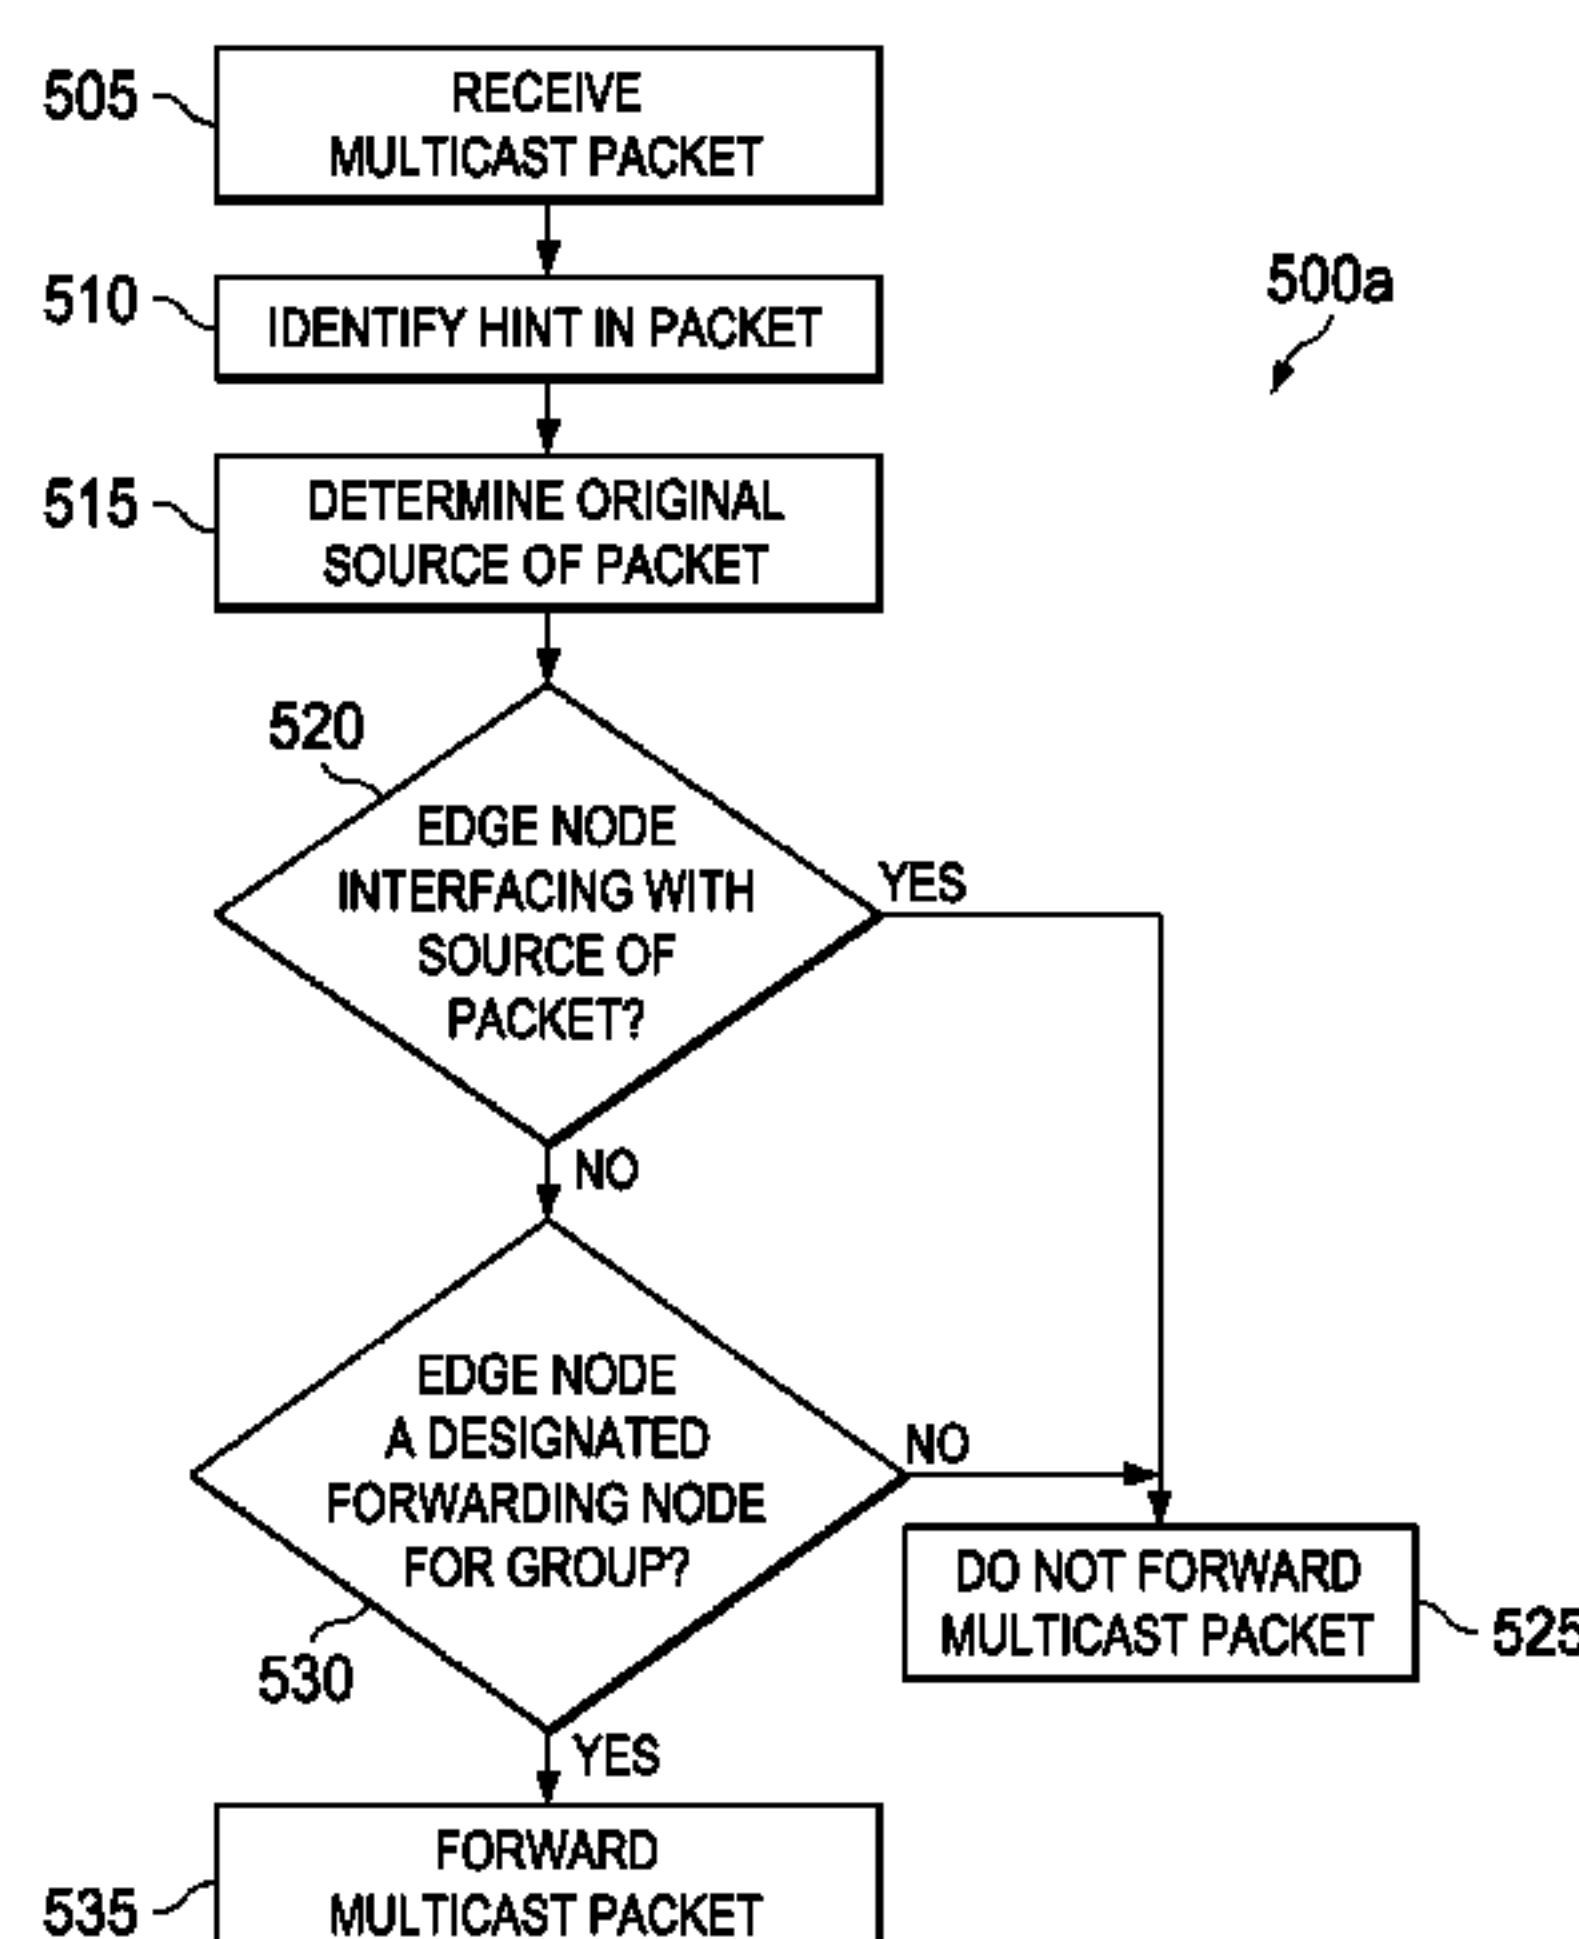 505
RECEIVE
MULTICAST PACKET
510
IDENTIFY HINT IN PACKET
500a
515
DETERMINE ORIGINAL
SOURCE OF PACKET
520
EDGE NODE
INTERFACING WITH
SOURCE OF
PACKET?
YES
NO
EDGE NODE
A DESIGNATED
FORWARDING NODE
FOR GROUP?
NO
530
DO NOT FORWARD
MULTICAST PACKET
525
YES
535
FORWARD
MULTICAST PACKET